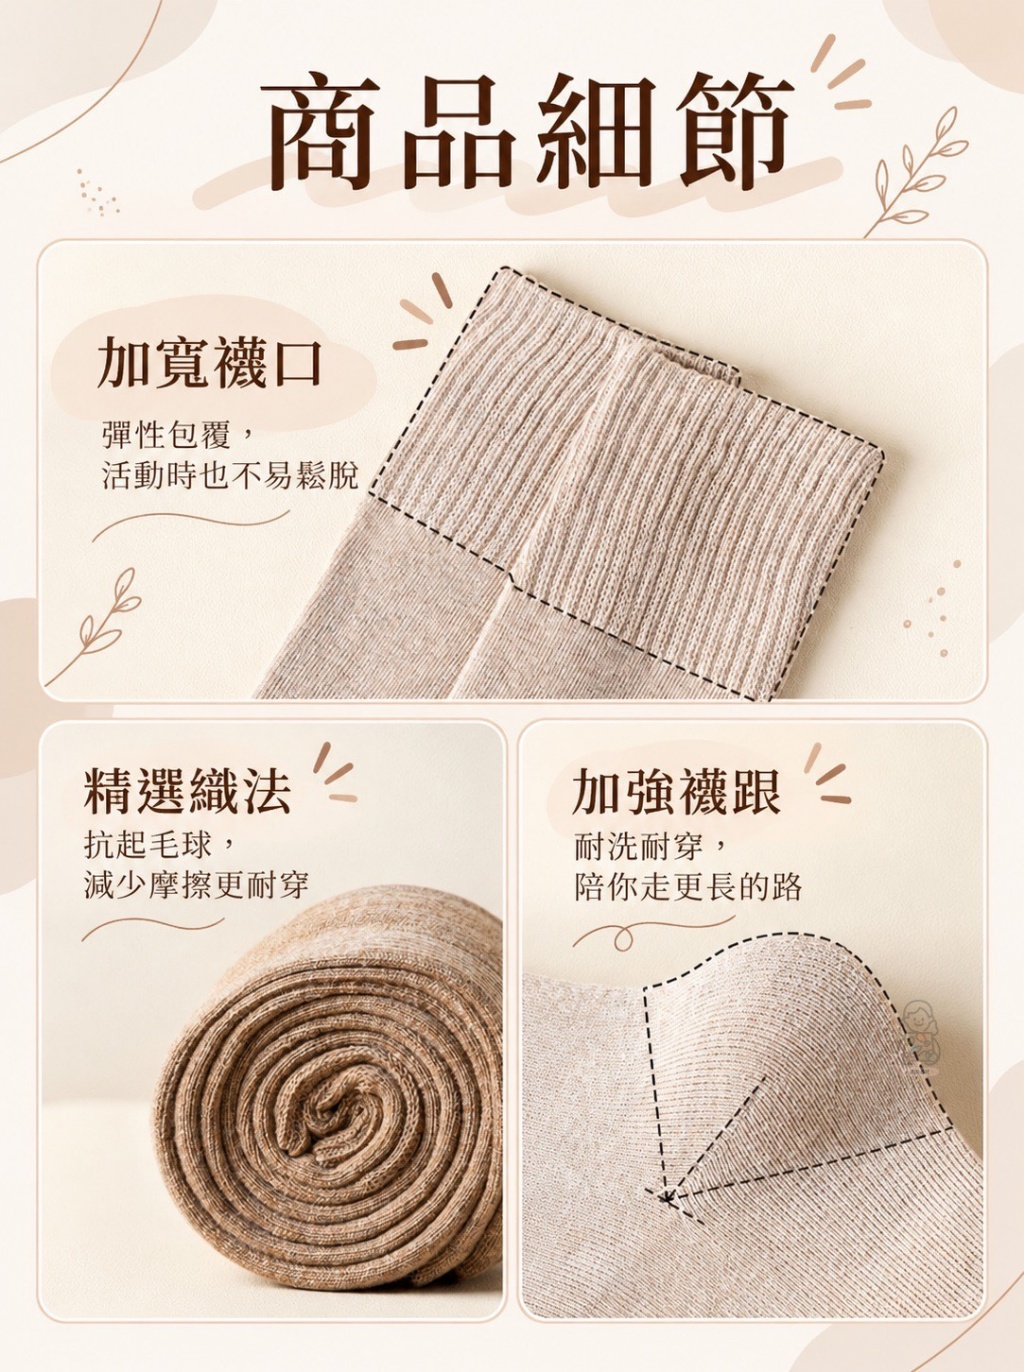 商品細節
加寬襪口
彈性包覆，
活動時也不易鬆脫
精選織法
抗起毛球，
減少摩擦更耐穿
加強襪跟
耐洗耐穿，
陪你走更長的路